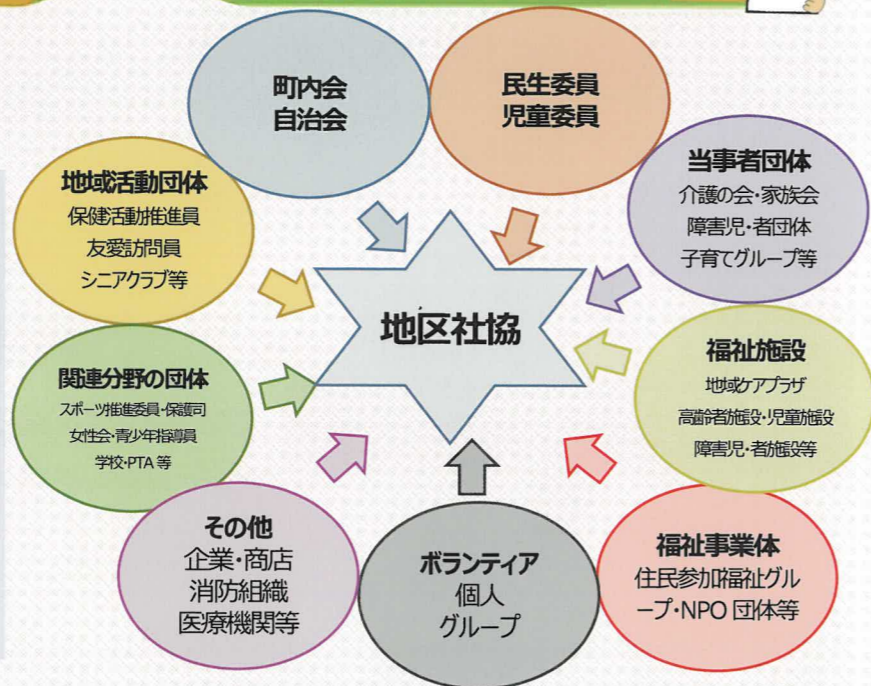 町内会
自治会
民生委員
児童委員
当事者団体
介護の会・家族会
障害児・者団体
子育てグループ等
地域活動団体
保健活動推進員
友愛訪問員
シニアクラブ等
地区社協
福祉施設
地域ケアプラザ
高齢者施設・児童施設
障害児・者施設等
関連分野の団体
スポーツ推進委員・保護司
女性会・青少年指導員
学校・PTA 等
その他
企業・商店
消防組織
医療機関等
ボランティア
個人
グループ
福祉事業体
住民参加福祉グル
ープ・NPO 団体等